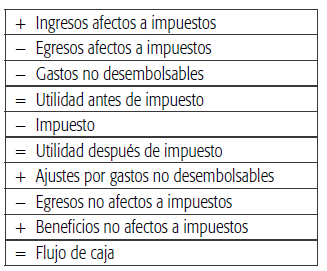 + Ingresos afectos a impuestos
− Egresos afectos a impuestos
− Gastos no desembolsables
= Utilidad antes de impuesto
− Impuesto
= Utilidad después de impuesto
+ Ajustes por gastos no desembolsables
− Egresos no afectos a impuestos
+ Beneficios no afectos a impuestos
= Flujo de caja